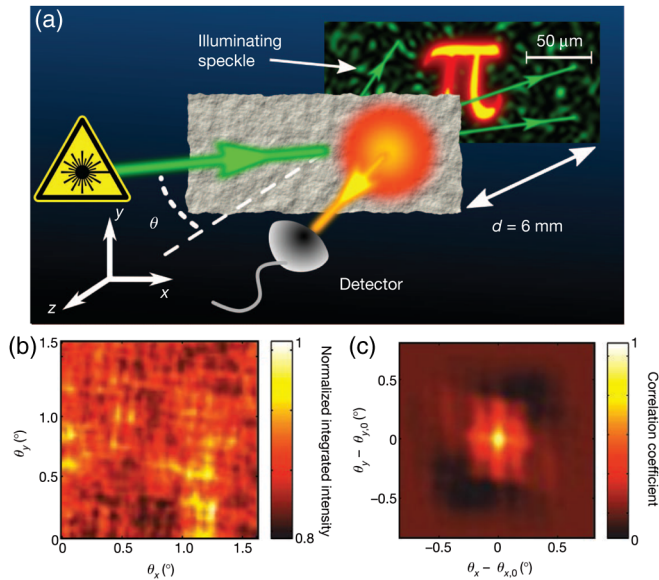 (a)
Illuminating
speckle
50 μm
π
θ
y
x
z
d = 6 mm
Detector
(b)
1.5
1.0
0.5
0
0
0.5
1.0
1.5
θy (°)
θx (°)
1
0.8
Normalized integrated intensity
(c)
0.5
0
−0.5
−0.5
0
0.5
θy − θy,0 (°)
θx − θx,0 (°)
1
0
Correlation coefficient